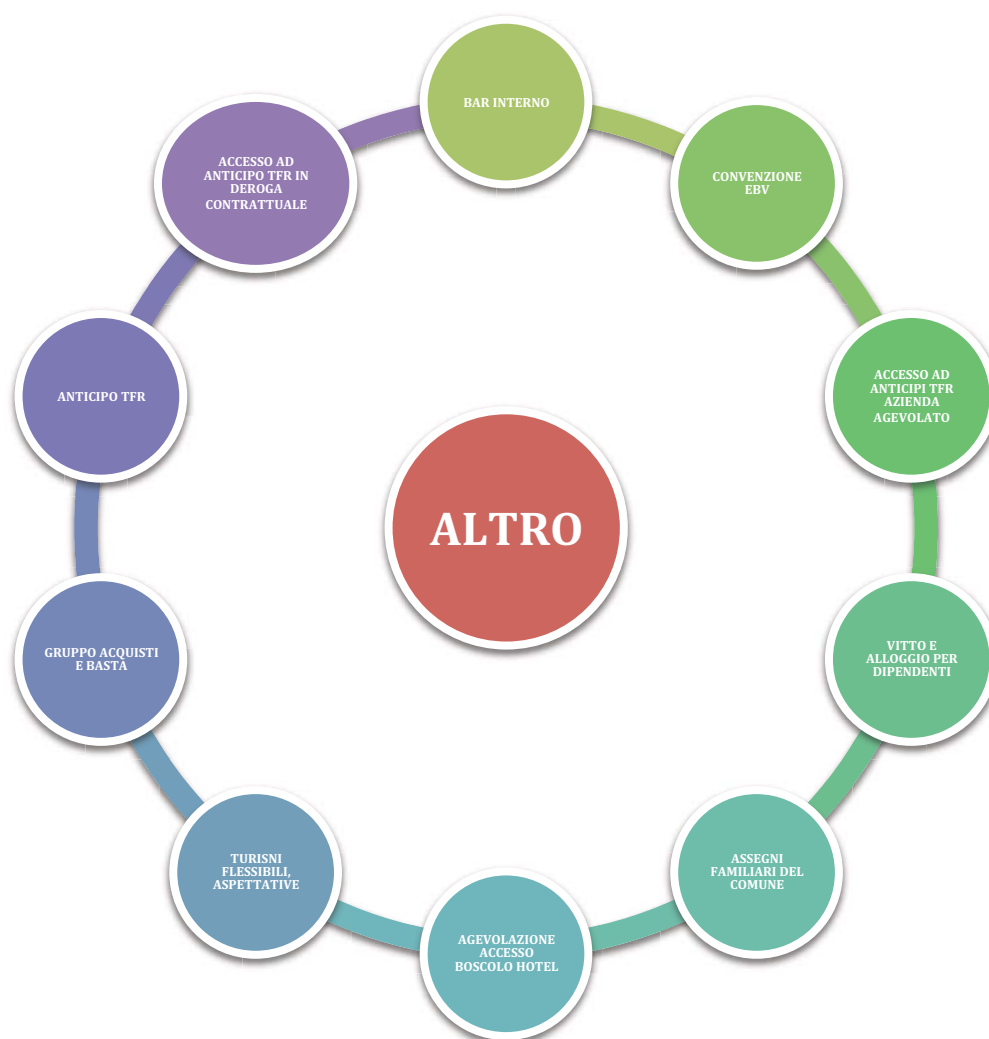 BAR INTERNO
CONVENZIONE
EBV
ACCESSO AD
ANTICIPI TFR
AZIENDA
AGEVOLATO
VITTO E
ALLOGGIO PER
DIPENDENTI
ASSEGNI
FAMILIARI DEL
COMUNE
AGEVOLAZIONE
ACCESSO
BOSCOLO HOTEL
TURISNI
FLESSIBILI,
ASPETTATIVE
GRUPPO ACQUISTI
E BASTA
ANTICIPO TFR
ACCESSO AD
ANTICIPO TFR IN
DEROGA
CONTRATTUALE
ALTRO